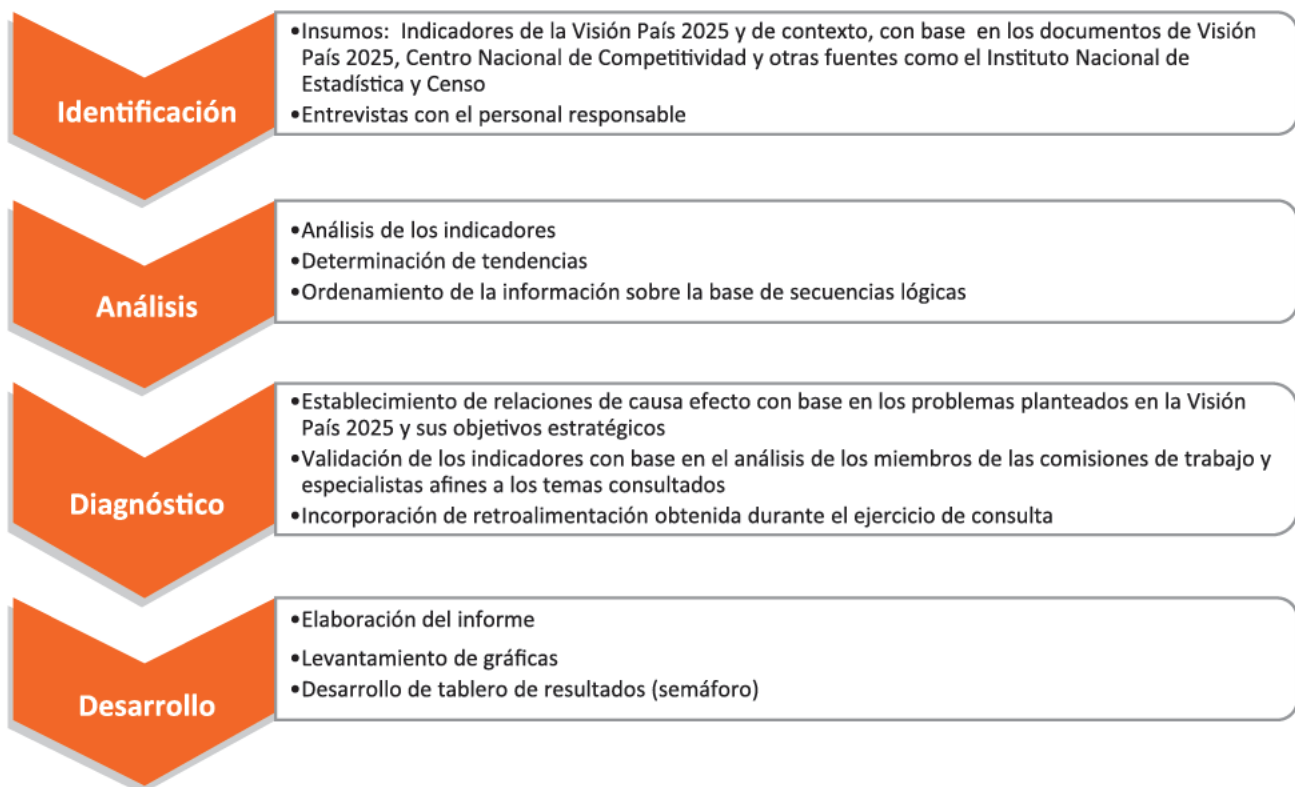 Identificación
•Insumos: Indicadores de la Visión País 2025 y de contexto, con base en los documentos de Visión
País 2025, Centro Nacional de Competitividad y otras fuentes como el Instituto Nacional de
Estadística y Censo
•Entrevistas con el personal responsable
Análisis
•Análisis de los indicadores
•Determinación de tendencias
•Ordenamiento de la información sobre la base de secuencias lógicas
Diagnóstico
•Establecimiento de relaciones de causa efecto con base en los problemas planteados en la Visión
País 2025 y sus objetivos estratégicos
•Validación de los indicadores con base en el análisis de los miembros de las comisiones de trabajo y
especialistas afines a los temas consultados
•Incorporación de retroalimentación obtenida durante el ejercicio de consulta
Desarrollo
•Elaboración del informe
•Levantamiento de gráficas
•Desarrollo de tablero de resultados (semáforo)